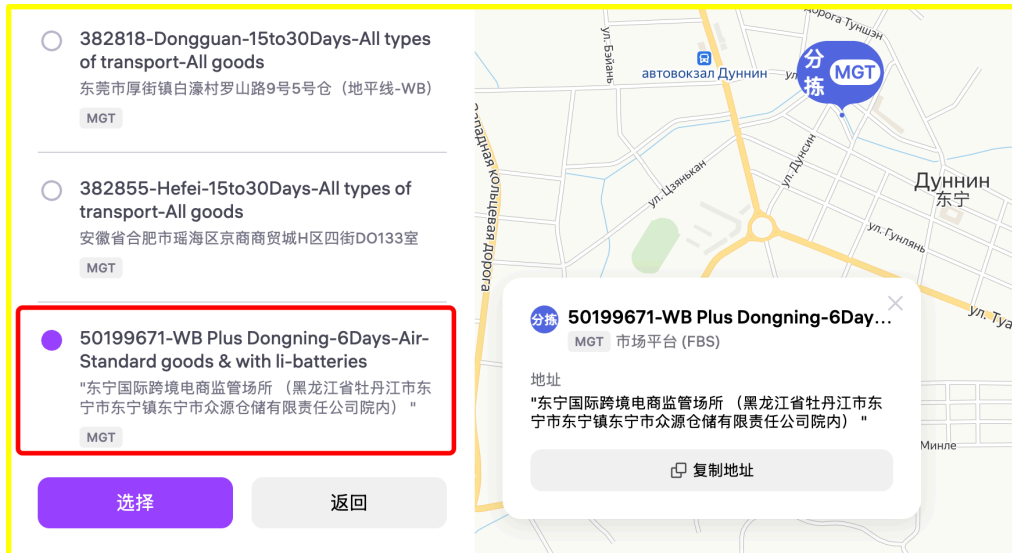 382818-Dongguan-15to30Days-All types
of transport-All goods
东莞市厚街镇白濠村罗山路9号5号仓（地平线-WB）
MGT
382855-Hefei-15to30Days-All types of
transport-All goods
安徽省合肥市瑶海区京商商贸城H区四街DO133室
MGT
50199671-WB Plus Dongning-6Days-Air-
Standard goods & with li-batteries
"东宁国际跨境电商监管场所 （黑龙江省牡丹江市东
宁市东宁镇东宁市众源仓储有限责任公司院内） "
MGT
选择
返回
дорога Туншэн
ул. Бэйань
автовокзал Дуннин
分拣
MGT
Западная кольцевая дорога
ул. Цзянькан
ул. Дунсин
Дуннин
东宁
ул. Гунлянь
分拣
50199671-WB Plus Dongning-6Day...
MGT 市场平台 (FBS)
地址
"东宁国际跨境电商监管场所 （黑龙江省牡丹江市东
宁市东宁镇东宁市众源仓储有限责任公司院内） "
复制地址
ул. Туа
Минле